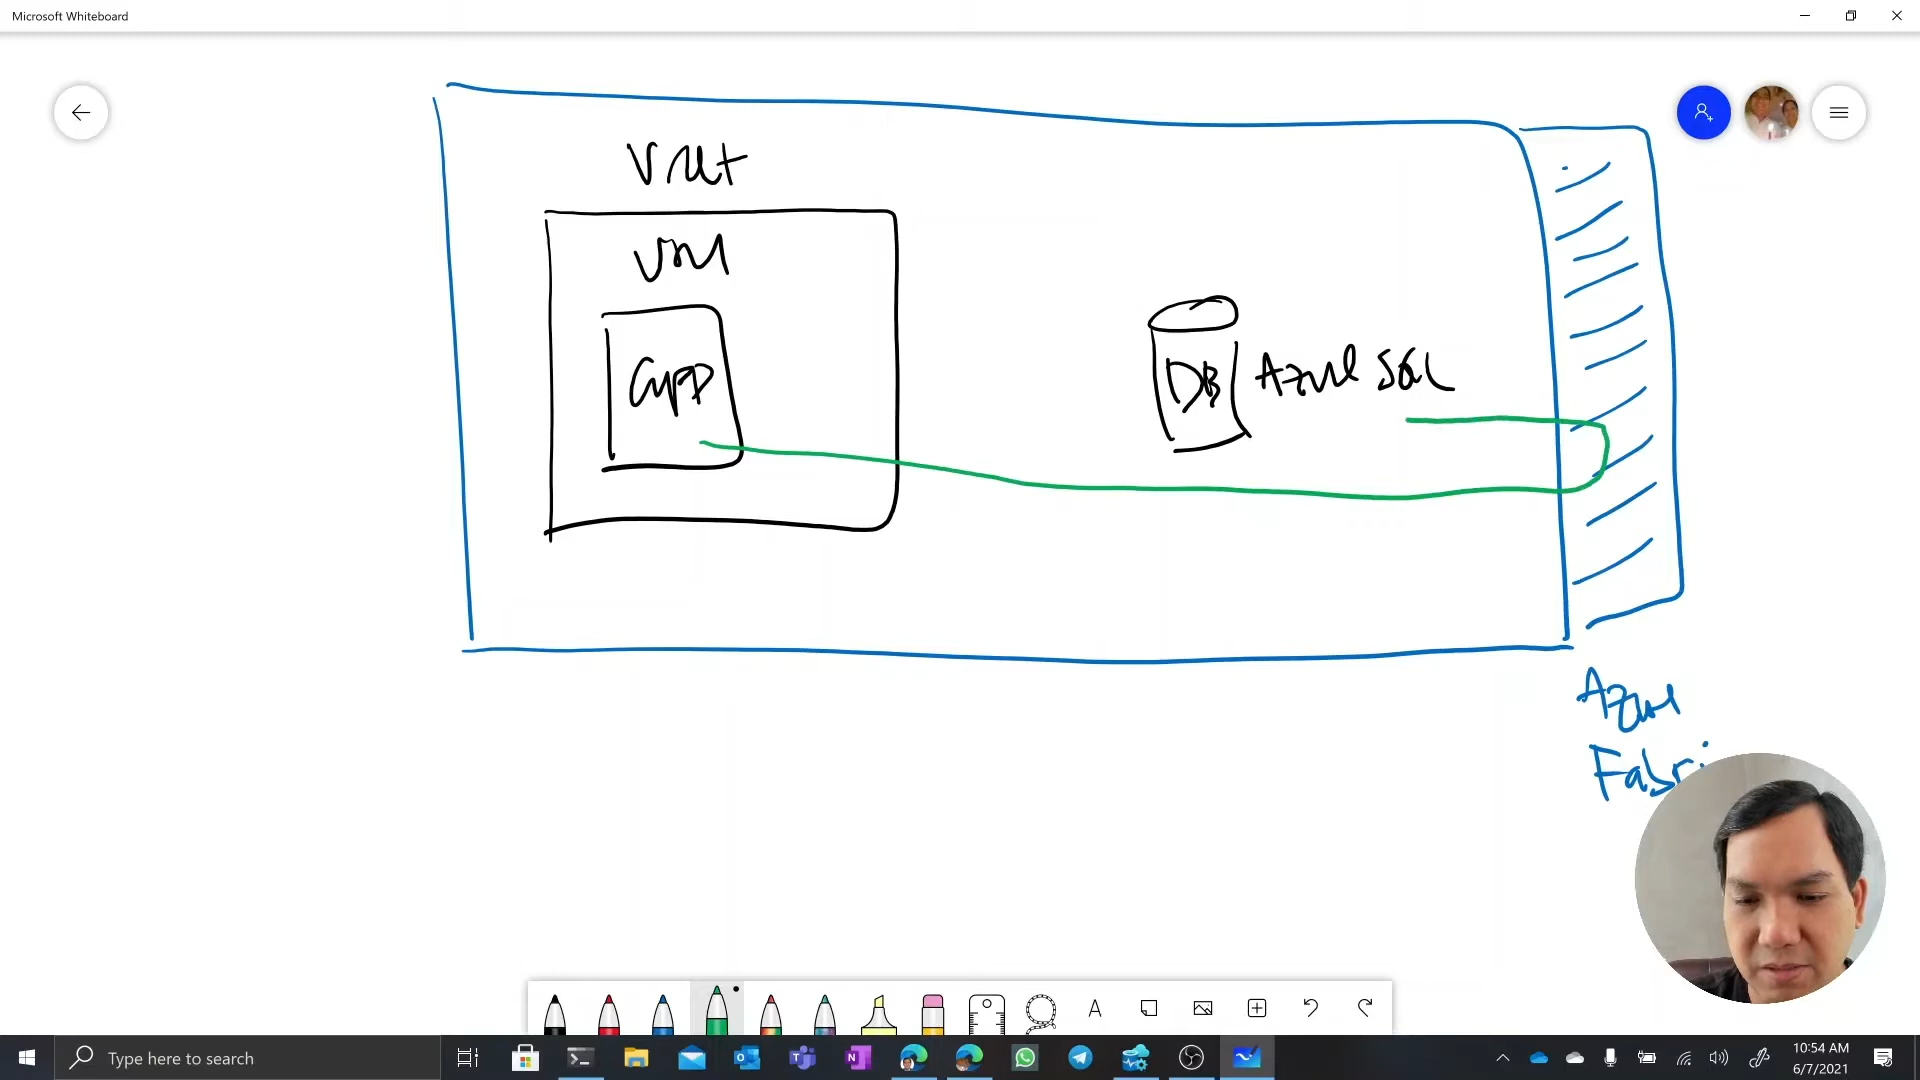 Microsoft Whiteboard
Vnet
VM
App
DB
Azure SQL
Azure
Fabri
Type here to search
10:54 AM
6/7/2021